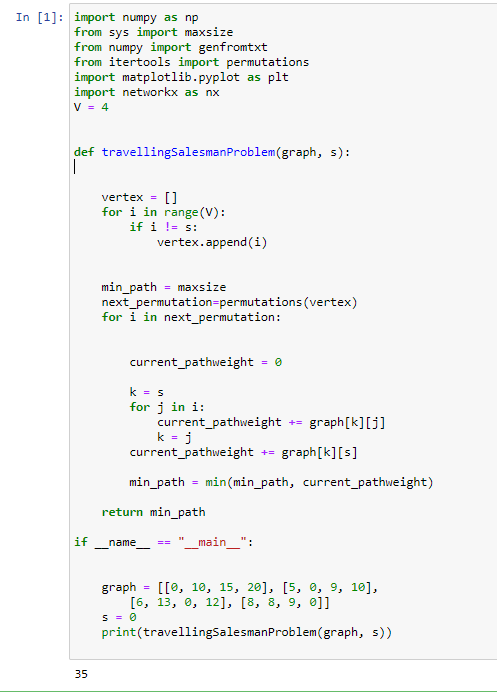 In [1]: import numpy as np
from sys import maxsize
from numpy import genfromtxt
from itertools import permutations
import matplotlib.pyplot as plt
import networkx as nx
V = 4
def travellingSalesmanProblem(graph, s):
vertex = []
for i in range(V):
if i != s:
vertex.append(i)
min_path = maxsize
next_permutation=permutations(vertex)
for i in next_permutation:
current_pathweight = 0
k = s
for j in i:
current_pathweight += graph[k][j]
k = j
current_pathweight += graph[k][s]
min_path = min(min_path, current_pathweight)
return min_path
if __name__ == "__main__":
graph = [[0, 10, 15, 20], [5, 0, 9, 10],
[6, 13, 0, 12], [8, 8, 9, 0]]
s = 0
print(travellingSalesmanProblem(graph, s))
35